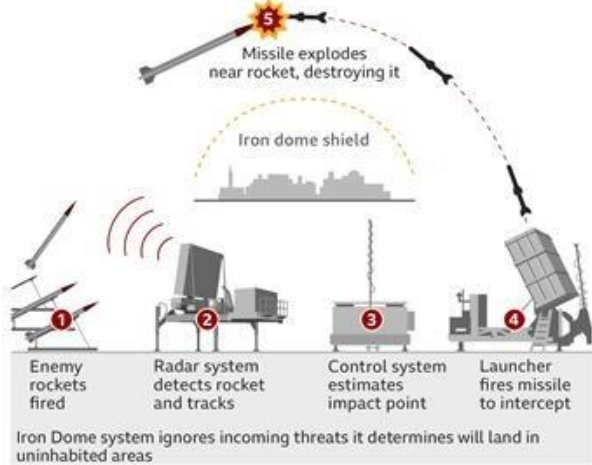 5
Missile explodes
near rocket, destroying it
Iron dome shield
1
2
3
4
Enemy
rockets
fired
Radar system
detects rocket
and tracks
Control system
estimates
impact point
Launcher
fires missile
to intercept
Iron Dome system ignores incoming threats it determines will land in
uninhabited areas